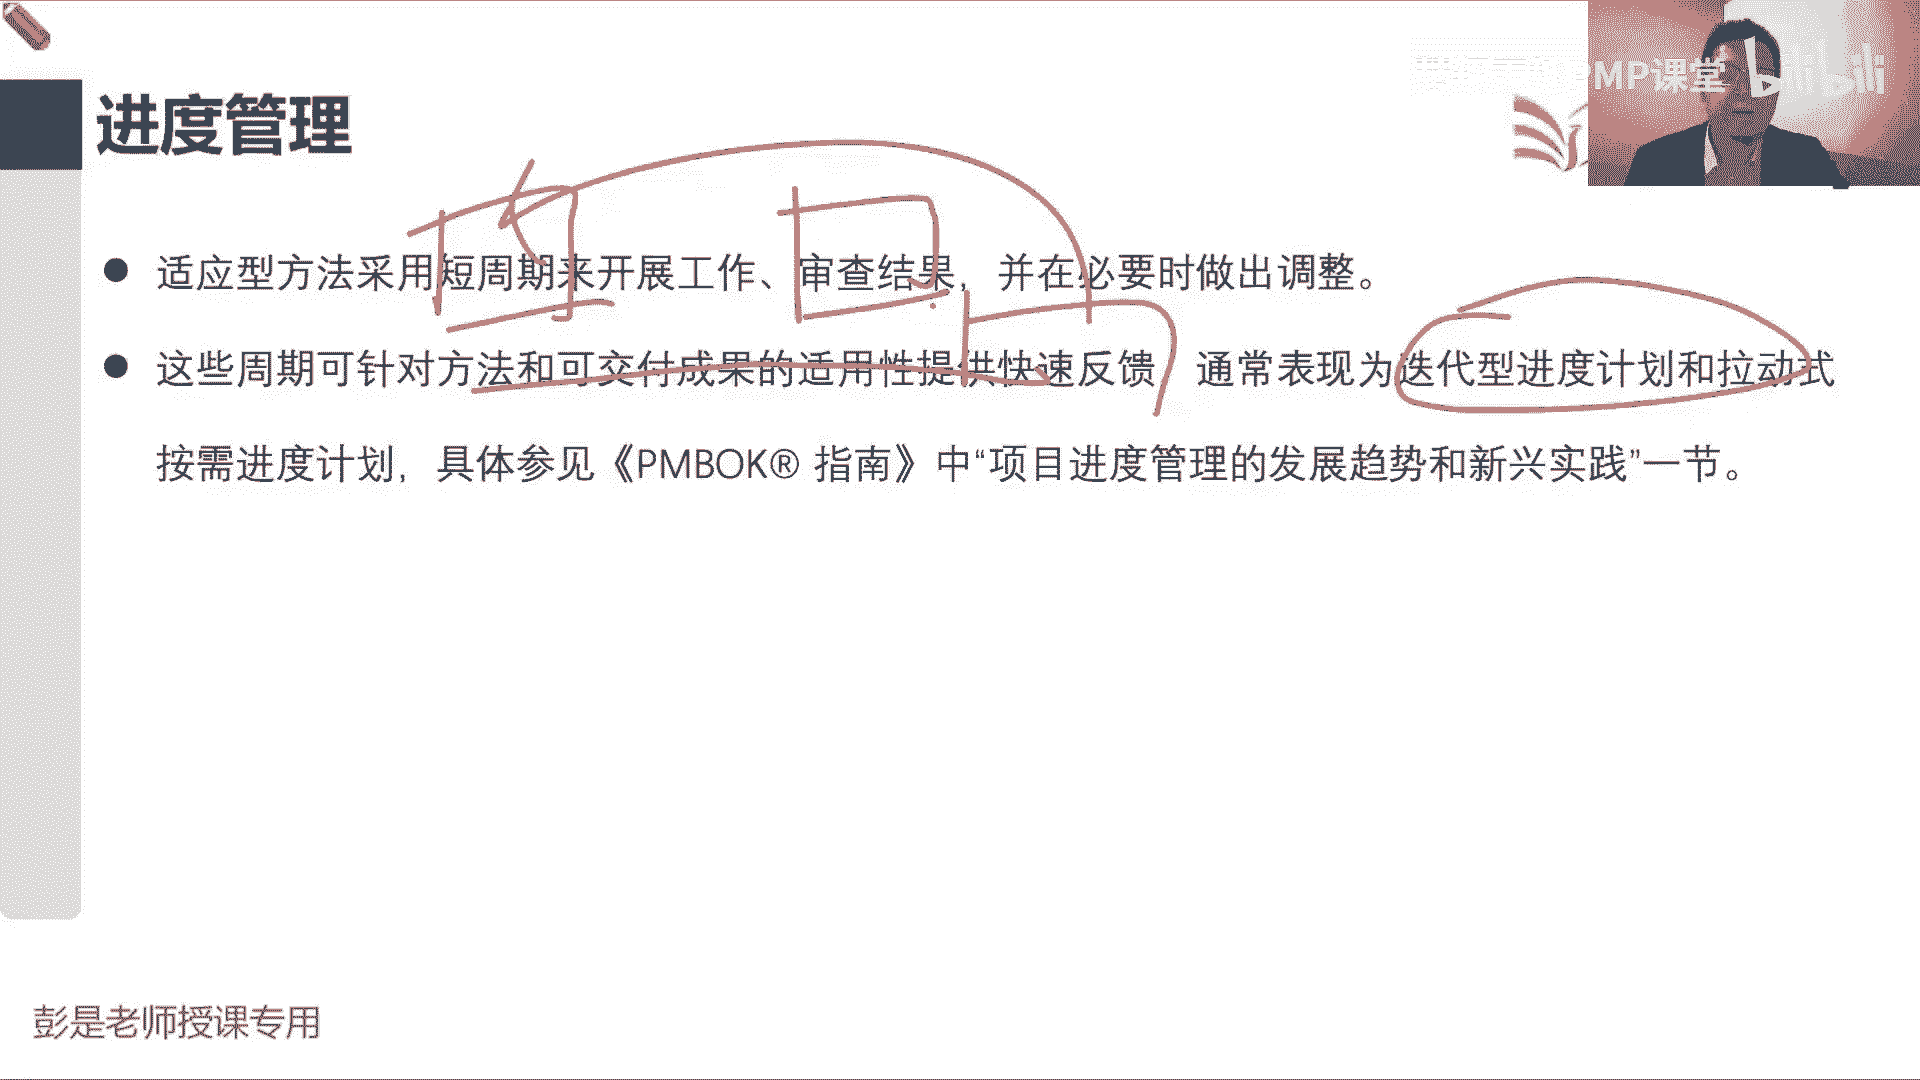 PMP课堂 bilibili
进度管理
适应型方法采用短周期来开展工作、审查结果，并在必要时做出调整。
这些周期可针对方法和可交付成果的适用性提供快速反馈，通常表现为迭代型进度计划和拉动式
按需进度计划，具体参见《PMBOK® 指南》中“项目进度管理的发展趋势和新兴实践”一节。
彭是老师授课专用